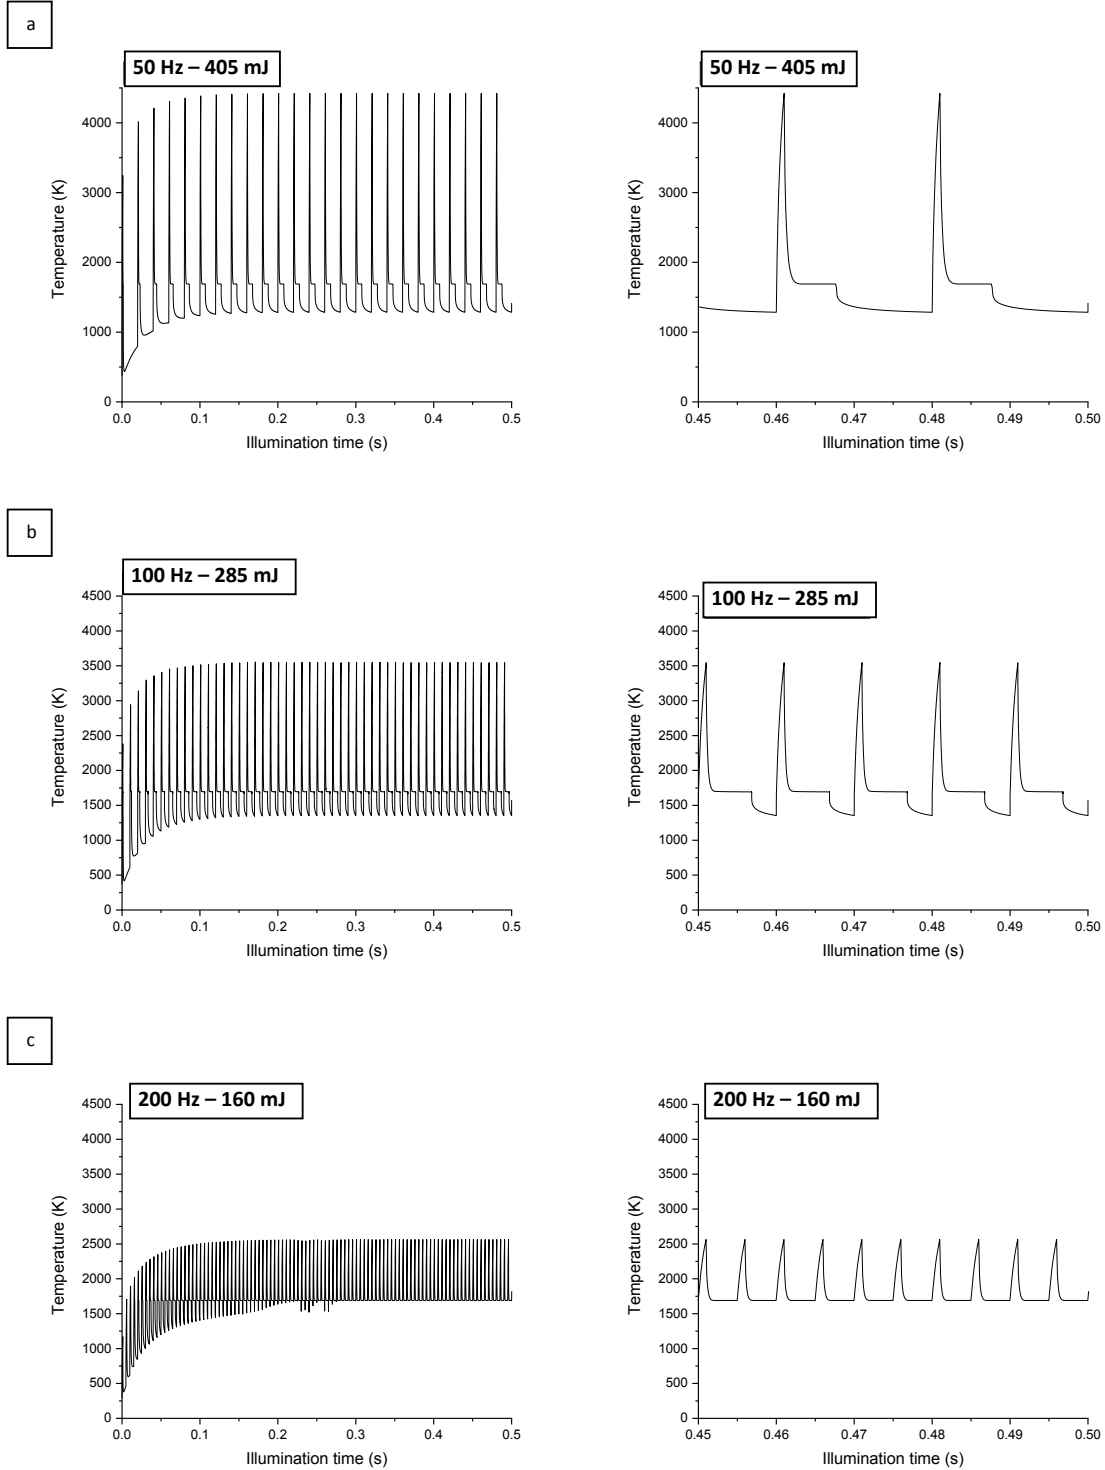 a
50 Hz – 405 mJ
50 Hz – 405 mJ
4000
3000
2000
1000
0
Temperature (K)
0.0 0.1 0.2 0.3 0.4 0.5
Illumination time (s)
4000
3000
2000
1000
0
Temperature (K)
0.45 0.46 0.47 0.48 0.49 0.50
Illumination time (s)
b
100 Hz – 285 mJ
100 Hz – 285 mJ
4500
4000
3500
3000
2500
2000
1500
1000
500
0
Temperature (K)
0.0 0.1 0.2 0.3 0.4 0.5
Illumination time (s)
4500
4000
3500
3000
2500
2000
1500
1000
500
0
Temperature (K)
0.45 0.46 0.47 0.48 0.49 0.50
Illumination time (s)
c
200 Hz – 160 mJ
200 Hz – 160 mJ
4500
4000
3500
3000
2500
2000
1500
1000
500
0
Temperature (K)
0.0 0.1 0.2 0.3 0.4 0.5
Illumination time (s)
4500
4000
3500
3000
2500
2000
1500
1000
500
0
Temperature (K)
0.45 0.46 0.47 0.48 0.49 0.50
Illumination time (s)